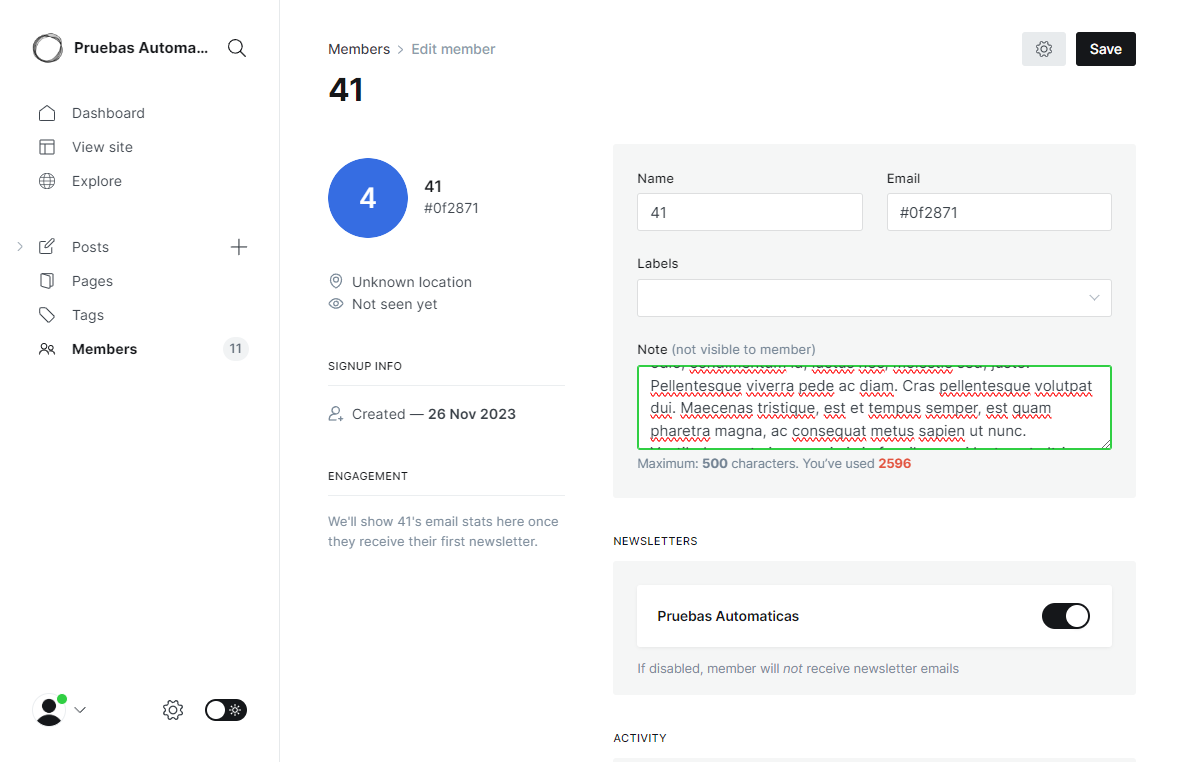 Pruebas Automa...
Dashboard
View site
Explore
Posts
Pages
Tags
Members
11
Members > Edit member
Save
41
4
41
#0f2871
Unknown location
Not seen yet
SIGNUP INFO
Created — 26 Nov 2023
ENGAGEMENT
We'll show 41's email stats here once
they receive their first newsletter.
Name
Email
41
#0f2871
Labels
Note (not visible to member)
Pellentesque viverra pede ac diam. Cras pellentesque volutpat
dui. Maecenas tristique, est et tempus semper, est quam
pharetra magna, ac consequat metus sapien ut nunc.
Maximum: 500 characters. You've used 2596
NEWSLETTERS
Pruebas Automaticas
If disabled, member will not receive newsletter emails
ACTIVITY